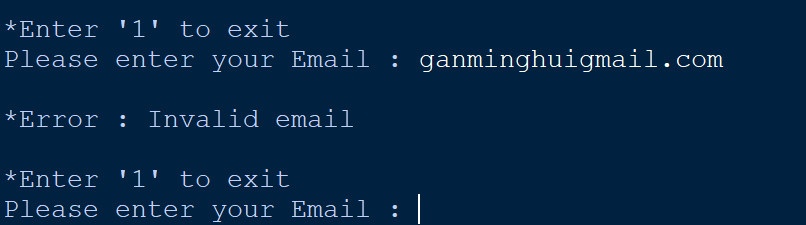 *Enter '1' to exit
Please enter your Email : ganminghuigmail.com
*Error : Invalid email
*Enter '1' to exit
Please enter your Email :